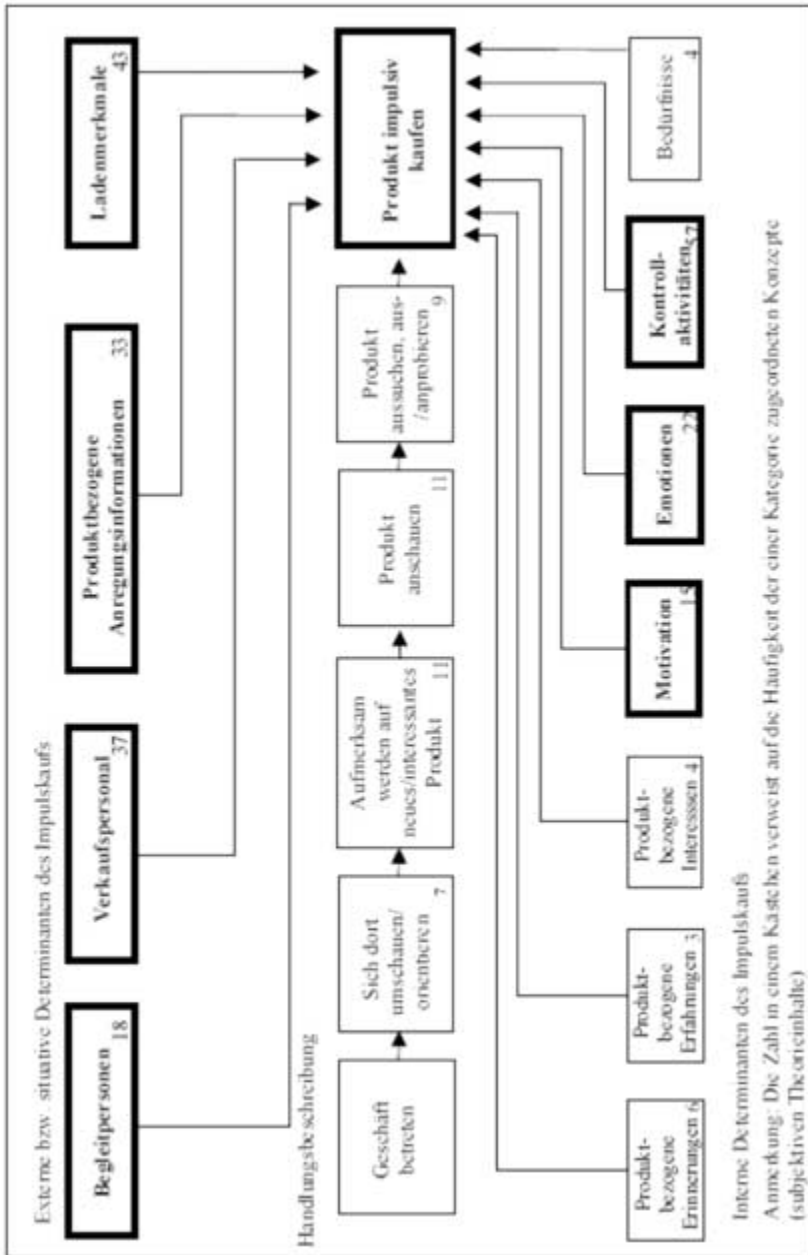 Externe bzw. situative Determinanten des Impulskaufs
Begleitpersonen
18
Verkaufspersonal
37
Produktbezogene
Anregungsinformationen
33
Ladenmerkmale
43
Handlungsbeschreibung
Geschäft
betreten
Sich dort
umschauen/
orientieren
7
Aufmerksam
werden auf
neues/interessantes
Produkt
11
Produkt
anschauen
11
Produkt
aussuchen, aus-
/anprobieren
9
Produkt impulsiv
kaufen
Produkt-
bezogene
Erinnerungen 6
Produkt-
bezogene
Erfahrungen 3
Produkt-
bezogene
Interessen 4
Motivation
15
Emotionen
22
Kontroll-
aktivitäten
57
Bedürfnisse
4
Interne Determinanten des Impulskaufs
Anmerkung: Die Zahl in einem Kästchen verweist auf die Häufigkeit der einer Kategorie zugeordneten Konzepte
(subjektiven Theorieinhalte)